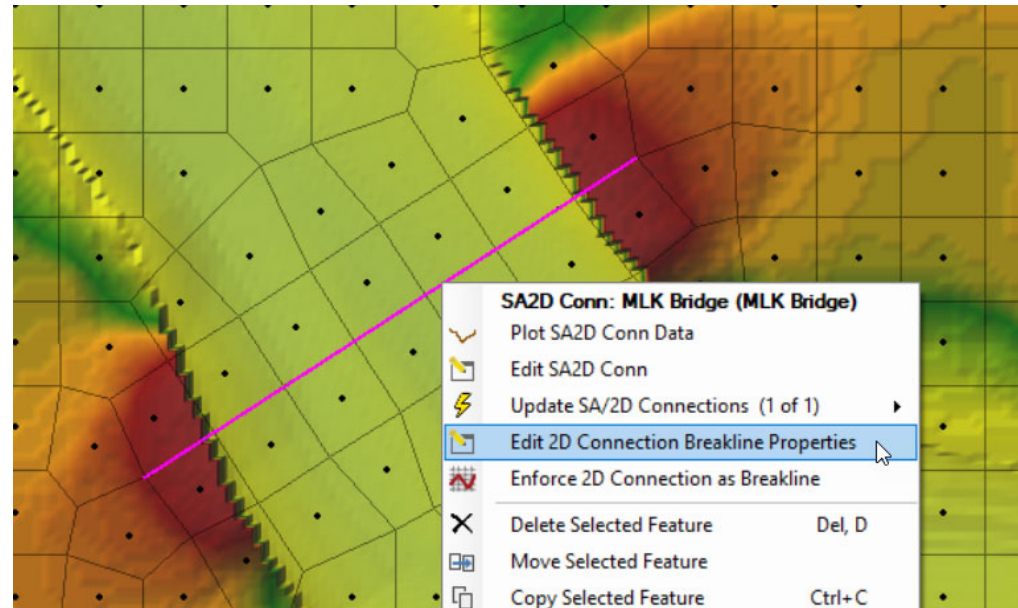 SA2D Conn: MLK Bridge (MLK Bridge)
Plot SA2D Conn Data
Edit SA2D Conn
Update SA/2D Connections (1 of 1)
Edit 2D Connection Breakline Properties
Enforce 2D Connection as Breakline
Delete Selected Feature Del, D
Move Selected Feature
Copy Selected Feature Ctrl+C